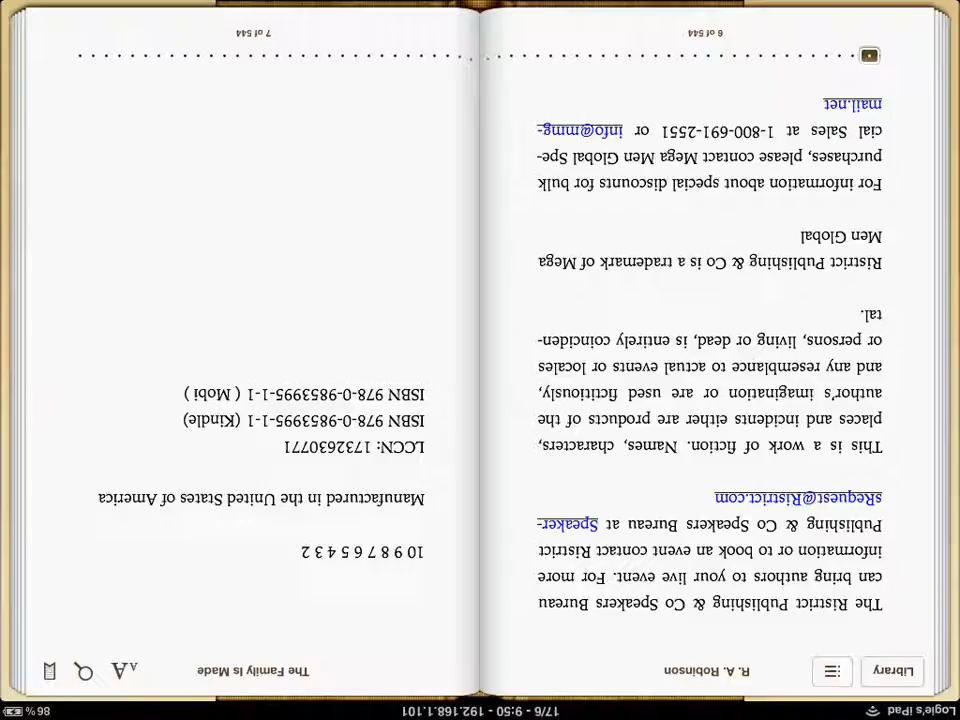 Logie's iPad 17/6 - 9:50 - 192.168.1.101 86 %
Library R. A. Robinson The Family Is Made AA
The Ristrict Publishing & Co Speakers Bureau
can bring authors to your live event. For more
information or to book an event contact Ristrict
Publishing & Co Speakers Bureau at Speaker-
sRequest@Ristrict.com
This is a work of fiction. Names, characters,
places and incidents either are products of the
author's imagination or are used fictitiously,
and any resemblance to actual events or locales
or persons, living or dead, is entirely coinciden-
tal.
Ristrict Publishing & Co is a trademark of Mega
Men Global
For information about special discounts for bulk
purchases, please contact Mega Men Global Spe-
cial Sales at 1-800-691-2551 or info@mmg-
mail.net
6 of 544
10 9 8 7 6 5 4 3 2
Manufactured in the United States of America
LCCN: 1732630771
ISBN 978-0-9853995-1-1 (Kindle)
ISBN 978-0-9853995-1-1 ( Mobi )
7 of 544